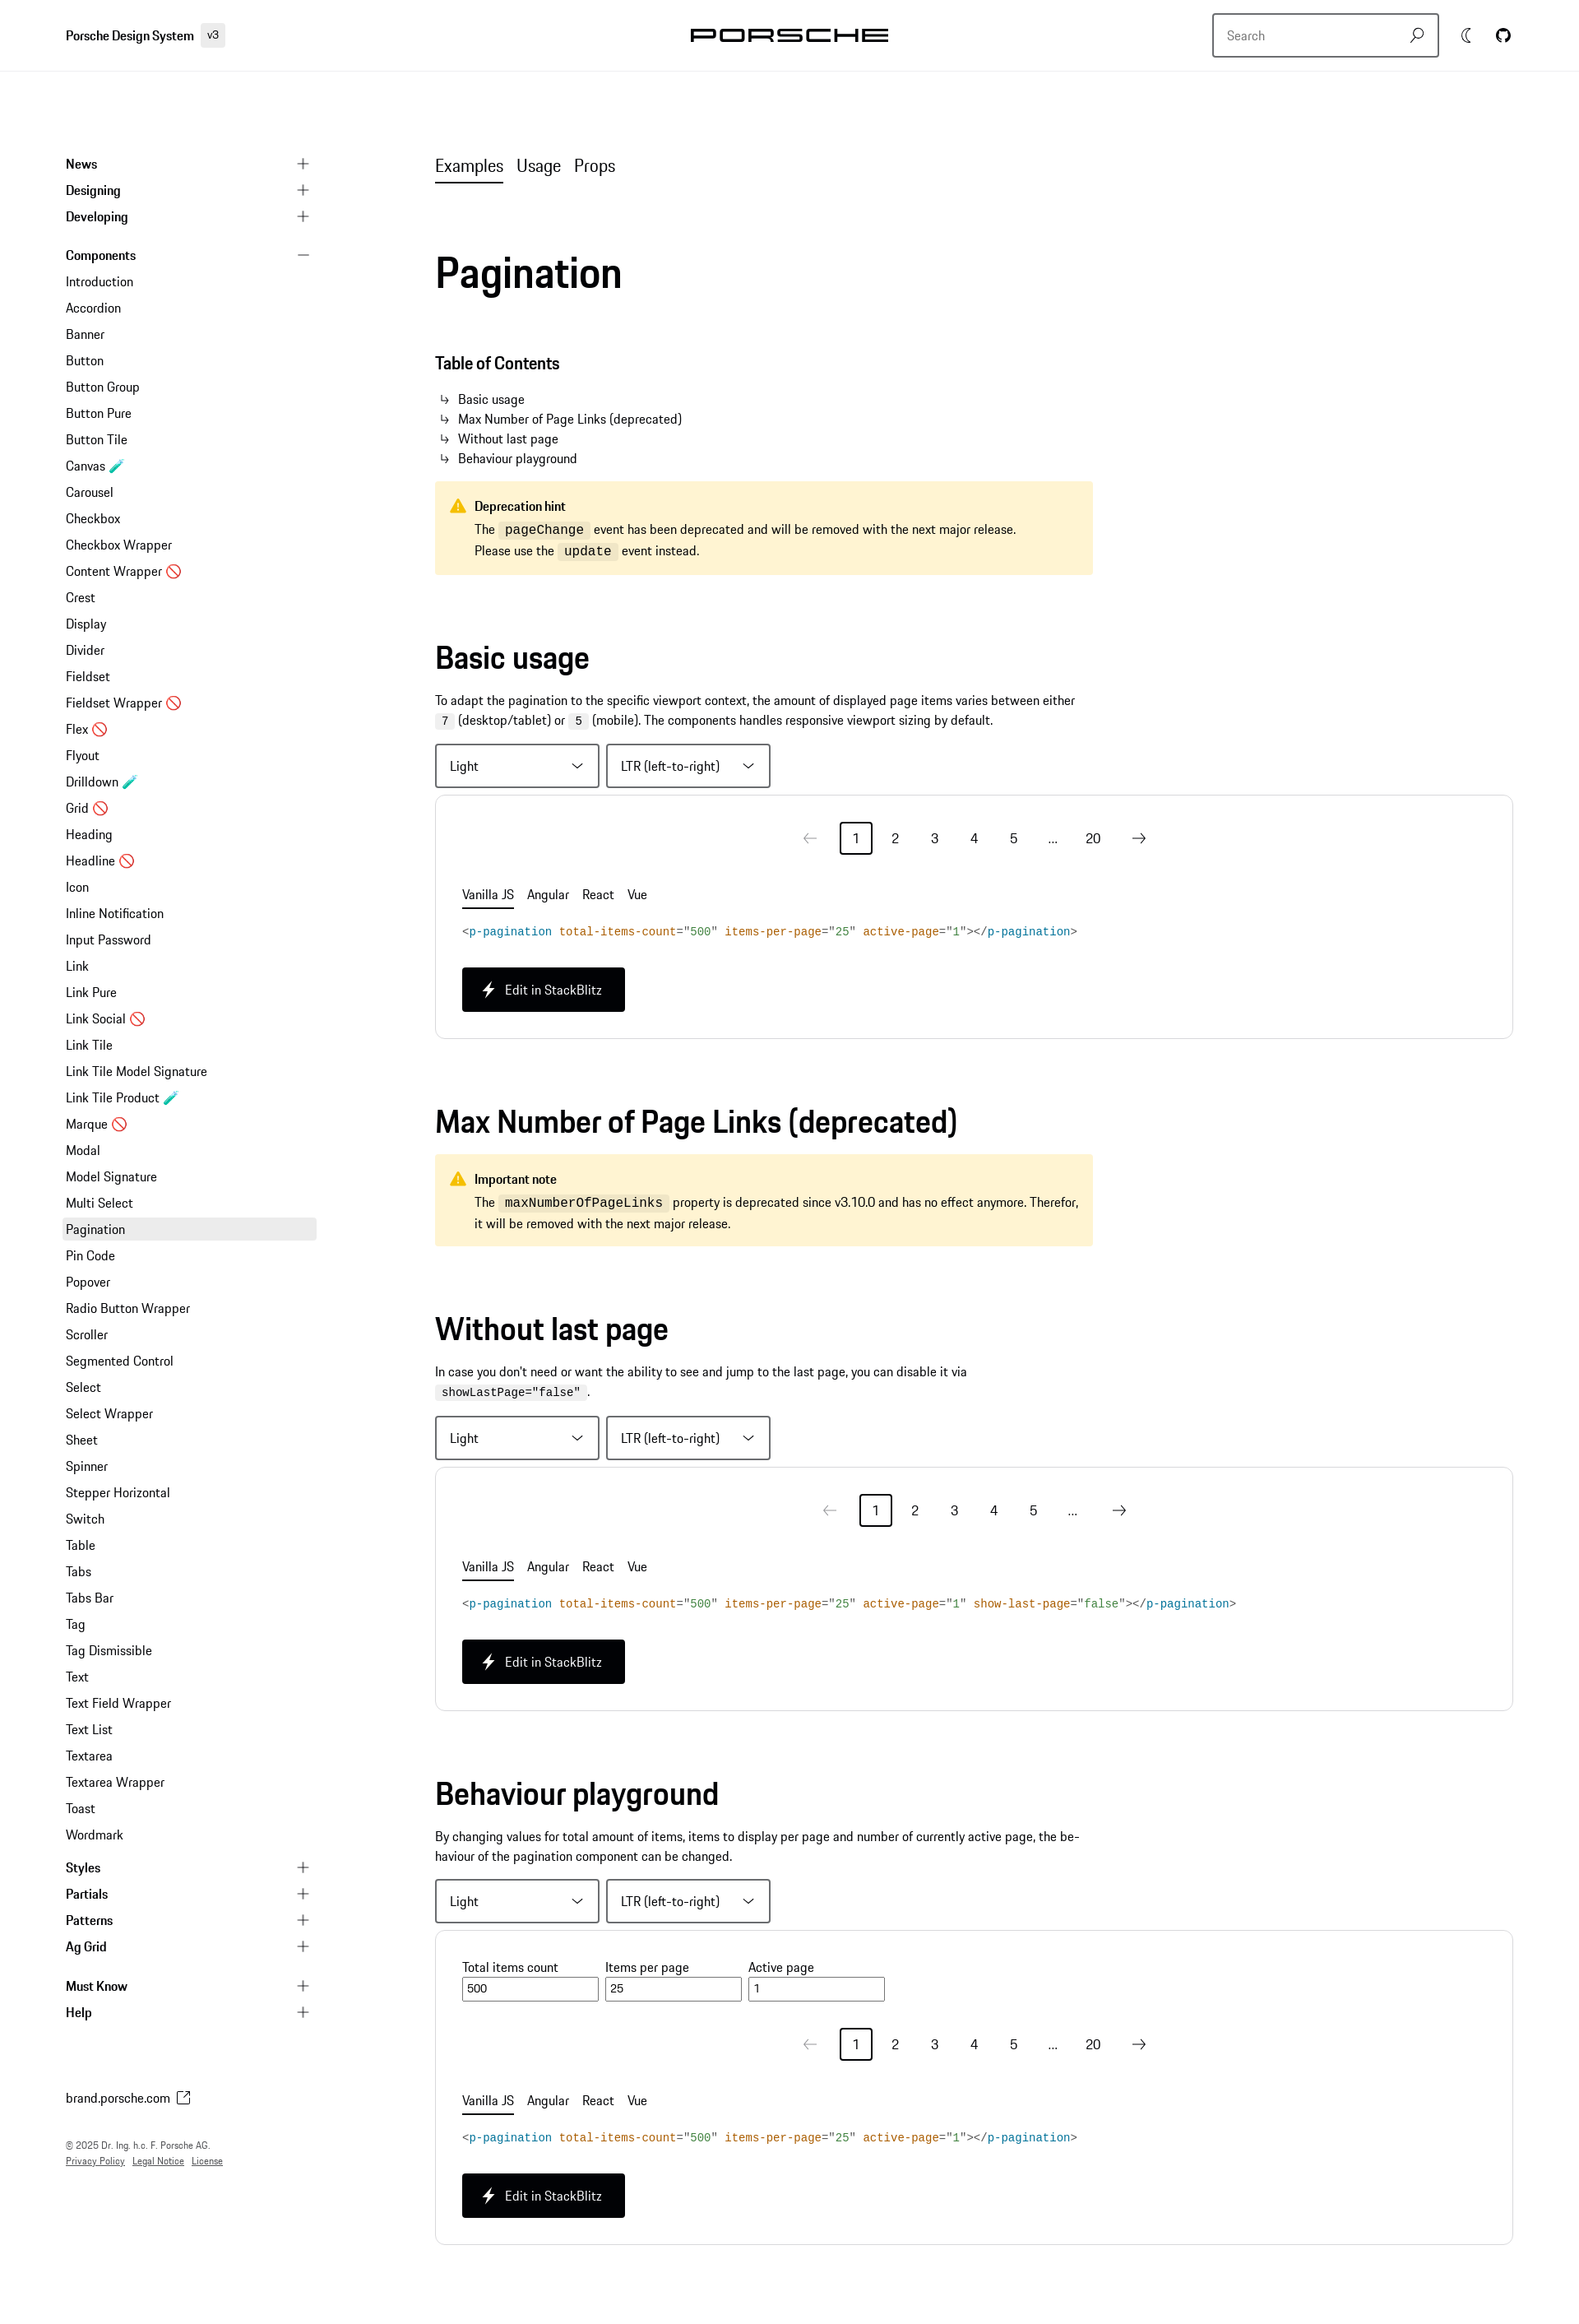 Porsche Design System v3
PORSCHE
Search
News
Designing
Developing
Components
Introduction
Accordion
Banner
Button
Button Group
Button Pure
Button Tile
Canvas 🧪
Carousel
Checkbox
Checkbox Wrapper
Content Wrapper 🚫
Crest
Display
Divider
Fieldset
Fieldset Wrapper 🚫
Flex 🚫
Flyout
Drilldown 🧪
Grid 🚫
Heading
Headline 🚫
Icon
Inline Notification
Input Password
Link
Link Pure
Link Social 🚫
Link Tile
Link Tile Model Signature
Link Tile Product 🧪
Marque 🚫
Modal
Model Signature
Multi Select
Pagination
Pin Code
Popover
Radio Button Wrapper
Scroller
Segmented Control
Select
Select Wrapper
Sheet
Spinner
Stepper Horizontal
Switch
Table
Tabs
Tabs Bar
Tag
Tag Dismissible
Text
Text Field Wrapper
Text List
Textarea
Textarea Wrapper
Toast
Wordmark
Styles
Partials
Patterns
Ag Grid
Must Know
Help
brand.porsche.com
© 2025 Dr. Ing. h.c. F. Porsche AG.
Privacy Policy Legal Notice License
Examples Usage Props
Pagination
Table of Contents
Basic usage
Max Number of Page Links (deprecated)
Without last page
Behaviour playground
Deprecation hint
The pageChange event has been deprecated and will be removed with the next major release.
Please use the update event instead.
Basic usage
To adapt the pagination to the specific viewport context, the amount of displayed page items varies between either
7 (desktop/tablet) or 5 (mobile). The components handles responsive viewport sizing by default.
Light LTR (left-to-right)
1 2 3 4 5 ... 20
Vanilla JS Angular React Vue
<p-pagination total-items-count="500" items-per-page="25" active-page="1"></p-pagination>
Edit in StackBlitz
Max Number of Page Links (deprecated)
Important note
The maxNumberOfPageLinks property is deprecated since v3.10.0 and has no effect anymore. Therefor,
it will be removed with the next major release.
Without last page
In case you don't need or want the ability to see and jump to the last page, you can disable it via
showLastPage="false" .
Light LTR (left-to-right)
1 2 3 4 5 ...
Vanilla JS Angular React Vue
<p-pagination total-items-count="500" items-per-page="25" active-page="1" show-last-page="false"></p-pagination>
Edit in StackBlitz
Behaviour playground
By changing values for total amount of items, items to display per page and number of currently active page, the be-
haviour of the pagination component can be changed.
Light LTR (left-to-right)
Total items count Items per page Active page
500 25 1
1 2 3 4 5 ... 20
Vanilla JS Angular React Vue
<p-pagination total-items-count="500" items-per-page="25" active-page="1"></p-pagination>
Edit in StackBlitz